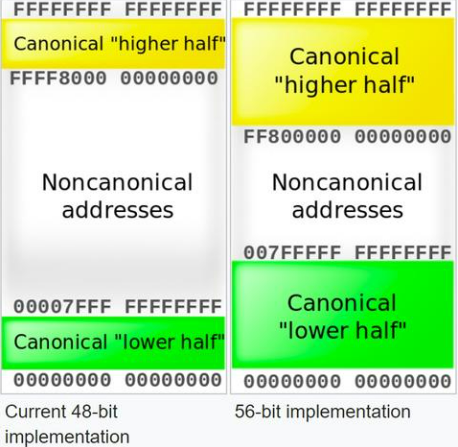 FFFFFFFF FFFFFFFF
Canonical "higher half"
FFFF8000 00000000
Noncanonical
addresses
00007FFF FFFFFFFF
Canonical "lower half"
00000000 00000000
Current 48-bit
implementation
FFFFFFFF FFFFFFFF
Canonical
"higher half"
FF800000 00000000
Noncanonical
addresses
007FFFFF FFFFFFFF
Canonical
"lower half"
00000000 00000000
56-bit implementation